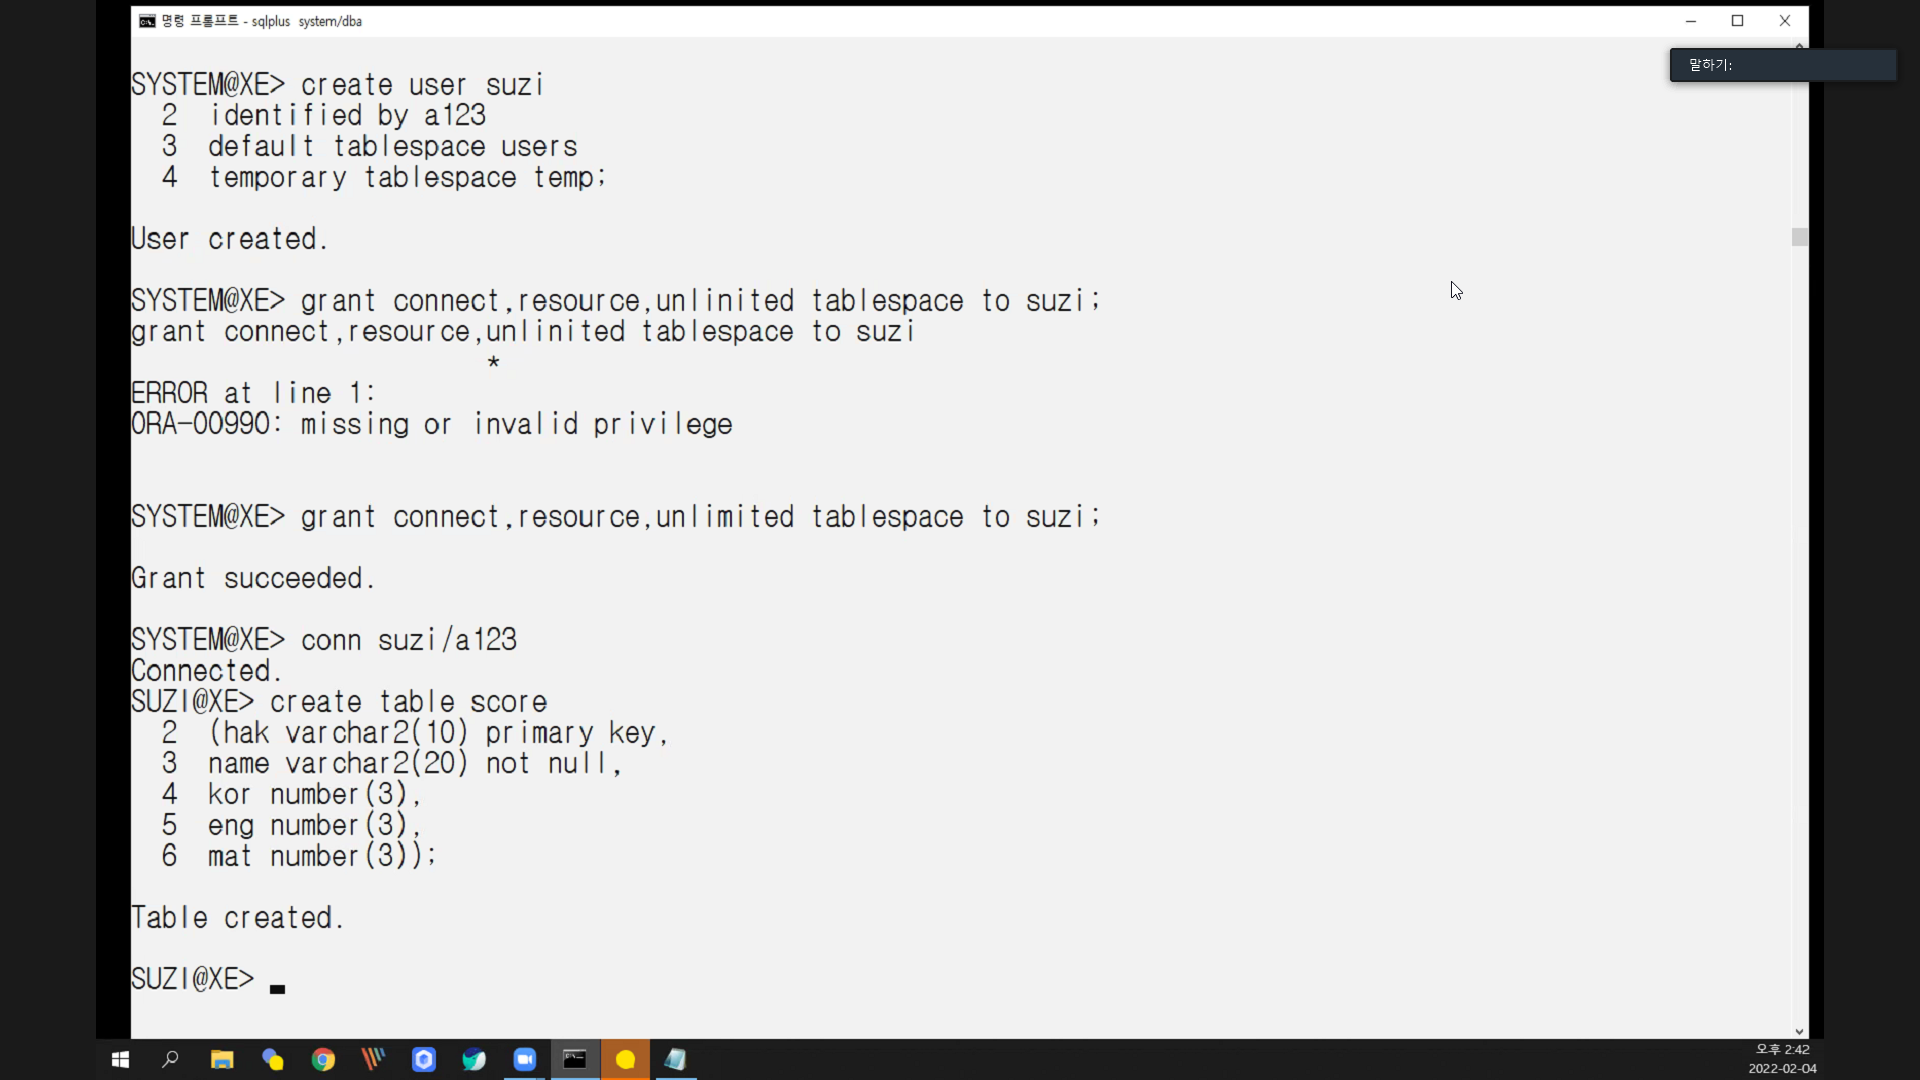 명령 프롬프트 - sqlplus  system/dba
말하기:
SYSTEM@XE> create user suzi
  2  identified by a123
  3  default tablespace users
  4  temporary tablespace temp;
User created.
SYSTEM@XE> grant connect,resource,unlinited tablespace to suzi;
grant connect,resource,unlinited tablespace to suzi
                       *
ERROR at line 1:
ORA-00990: missing or invalid privilege
SYSTEM@XE> grant connect,resource,unlimited tablespace to suzi;
Grant succeeded.
SYSTEM@XE> conn suzi/a123
Connected.
SUZI@XE> create table score
  2  (hak varchar2(10) primary key,
  3  name varchar2(20) not null,
  4  kor number(3),
  5  eng number(3),
  6  mat number(3));
Table created.
SUZI@XE>
오후 2:42
2022-02-04